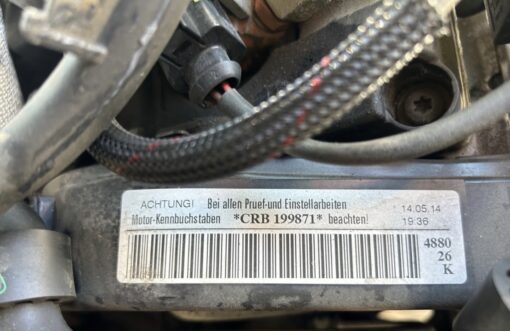 ACHTUNG! Bei allen Pruef-und Einstellarbeiten 14.05.14
Motor-Kennbuchstaben *CRB 199871* beachten! 19:36
4880
26
K